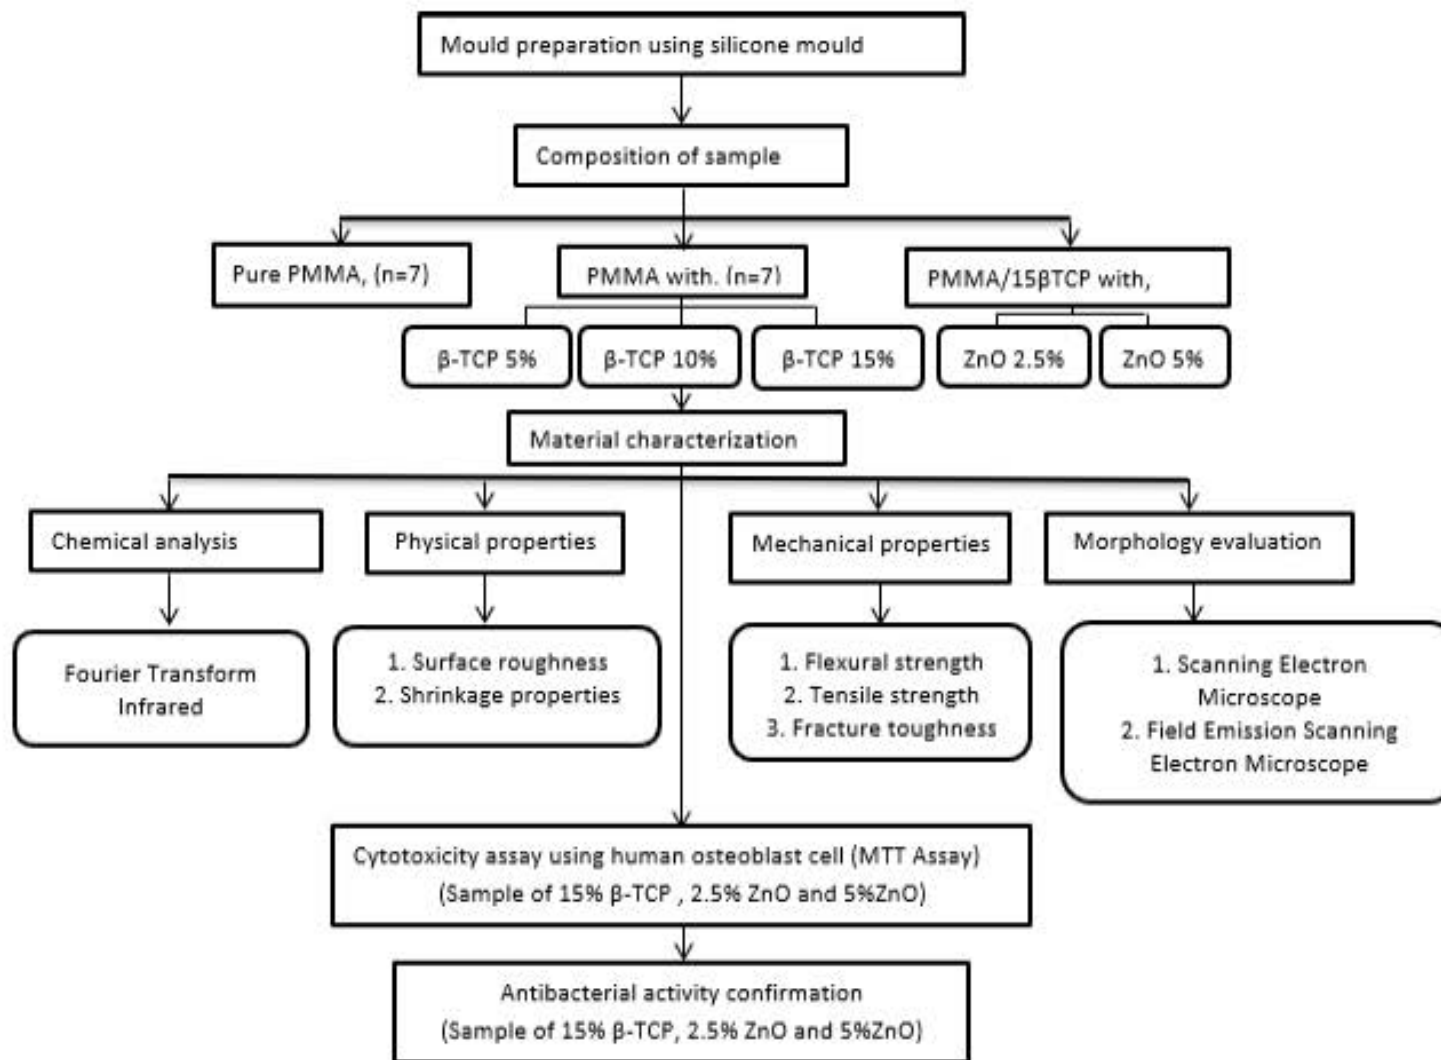 Mould preparation using silicone mould
Composition of sample
Pure PMMA, (n=7)
PMMA with. (n=7)
PMMA/15βTCP with,
β-TCP 5%
β-TCP 10%
β-TCP 15%
ZnO 2.5%
ZnO 5%
Material characterization
Chemical analysis
Physical properties
Mechanical properties
Morphology evaluation
Fourier Transform
Infrared
1. Surface roughness
2. Shrinkage properties
1. Flexural strength
2. Tensile strength
3. Fracture toughness
1. Scanning Electron
Microscope
2. Field Emission Scanning
Electron Microscope
Cytotoxicity assay using human osteoblast cell (MTT Assay)
(Sample of 15% β-TCP , 2.5% ZnO and 5%ZnO)
Antibacterial activity confirmation
(Sample of 15% β-TCP, 2.5% ZnO and 5%ZnO)